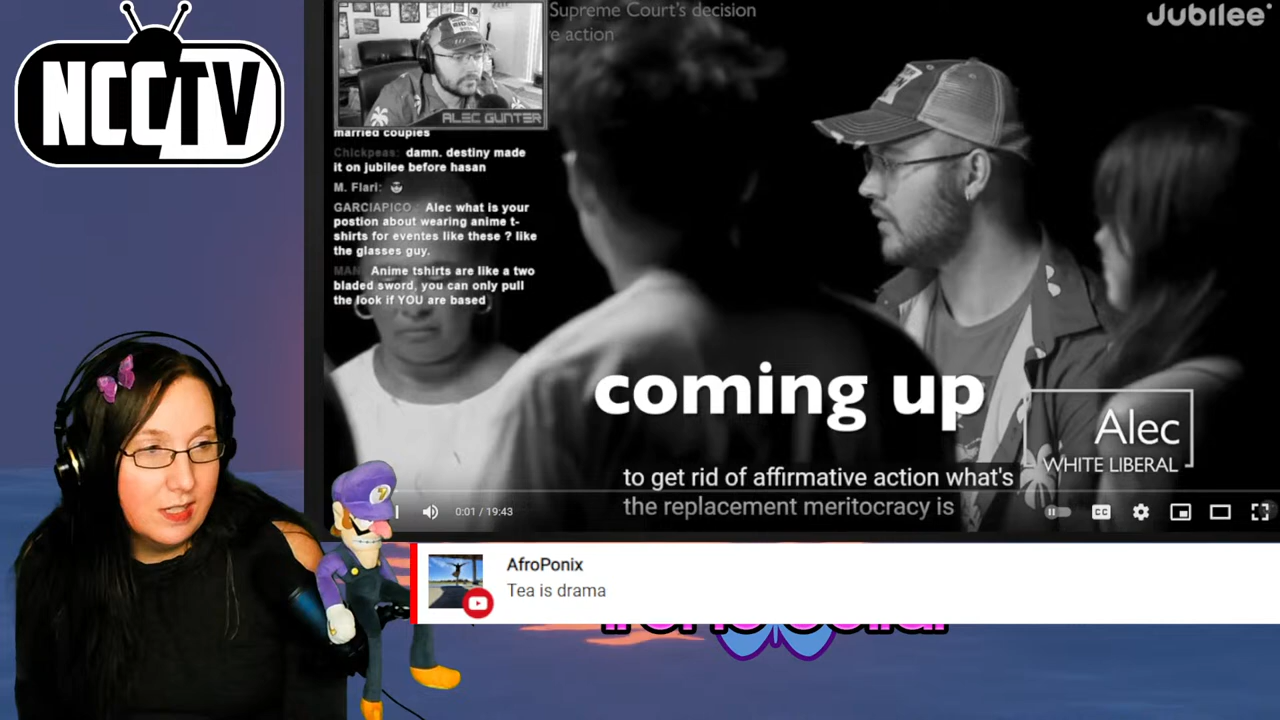 NCCTV
Supreme Court's decision
ve action
Jubilee
RIDING
ALEC GUNTER
married couples
Chickpeas: damn. destiny made
it on jubilee before hasan
M. Flari:
GARCIAPICO Alec what is your
postion about wearing anime t-
shirts for eventes like these ? like
the glasses guy.
MAN Anime tshirts are like a two
bladed sword, you can only pull
the look if YOU are based
coming up
Alec
WHITE LIBERAL
to get rid of affirmative action what's
the replacement meritocracy is
0:01 / 19:43
CC
AfroPonix
Tea is drama